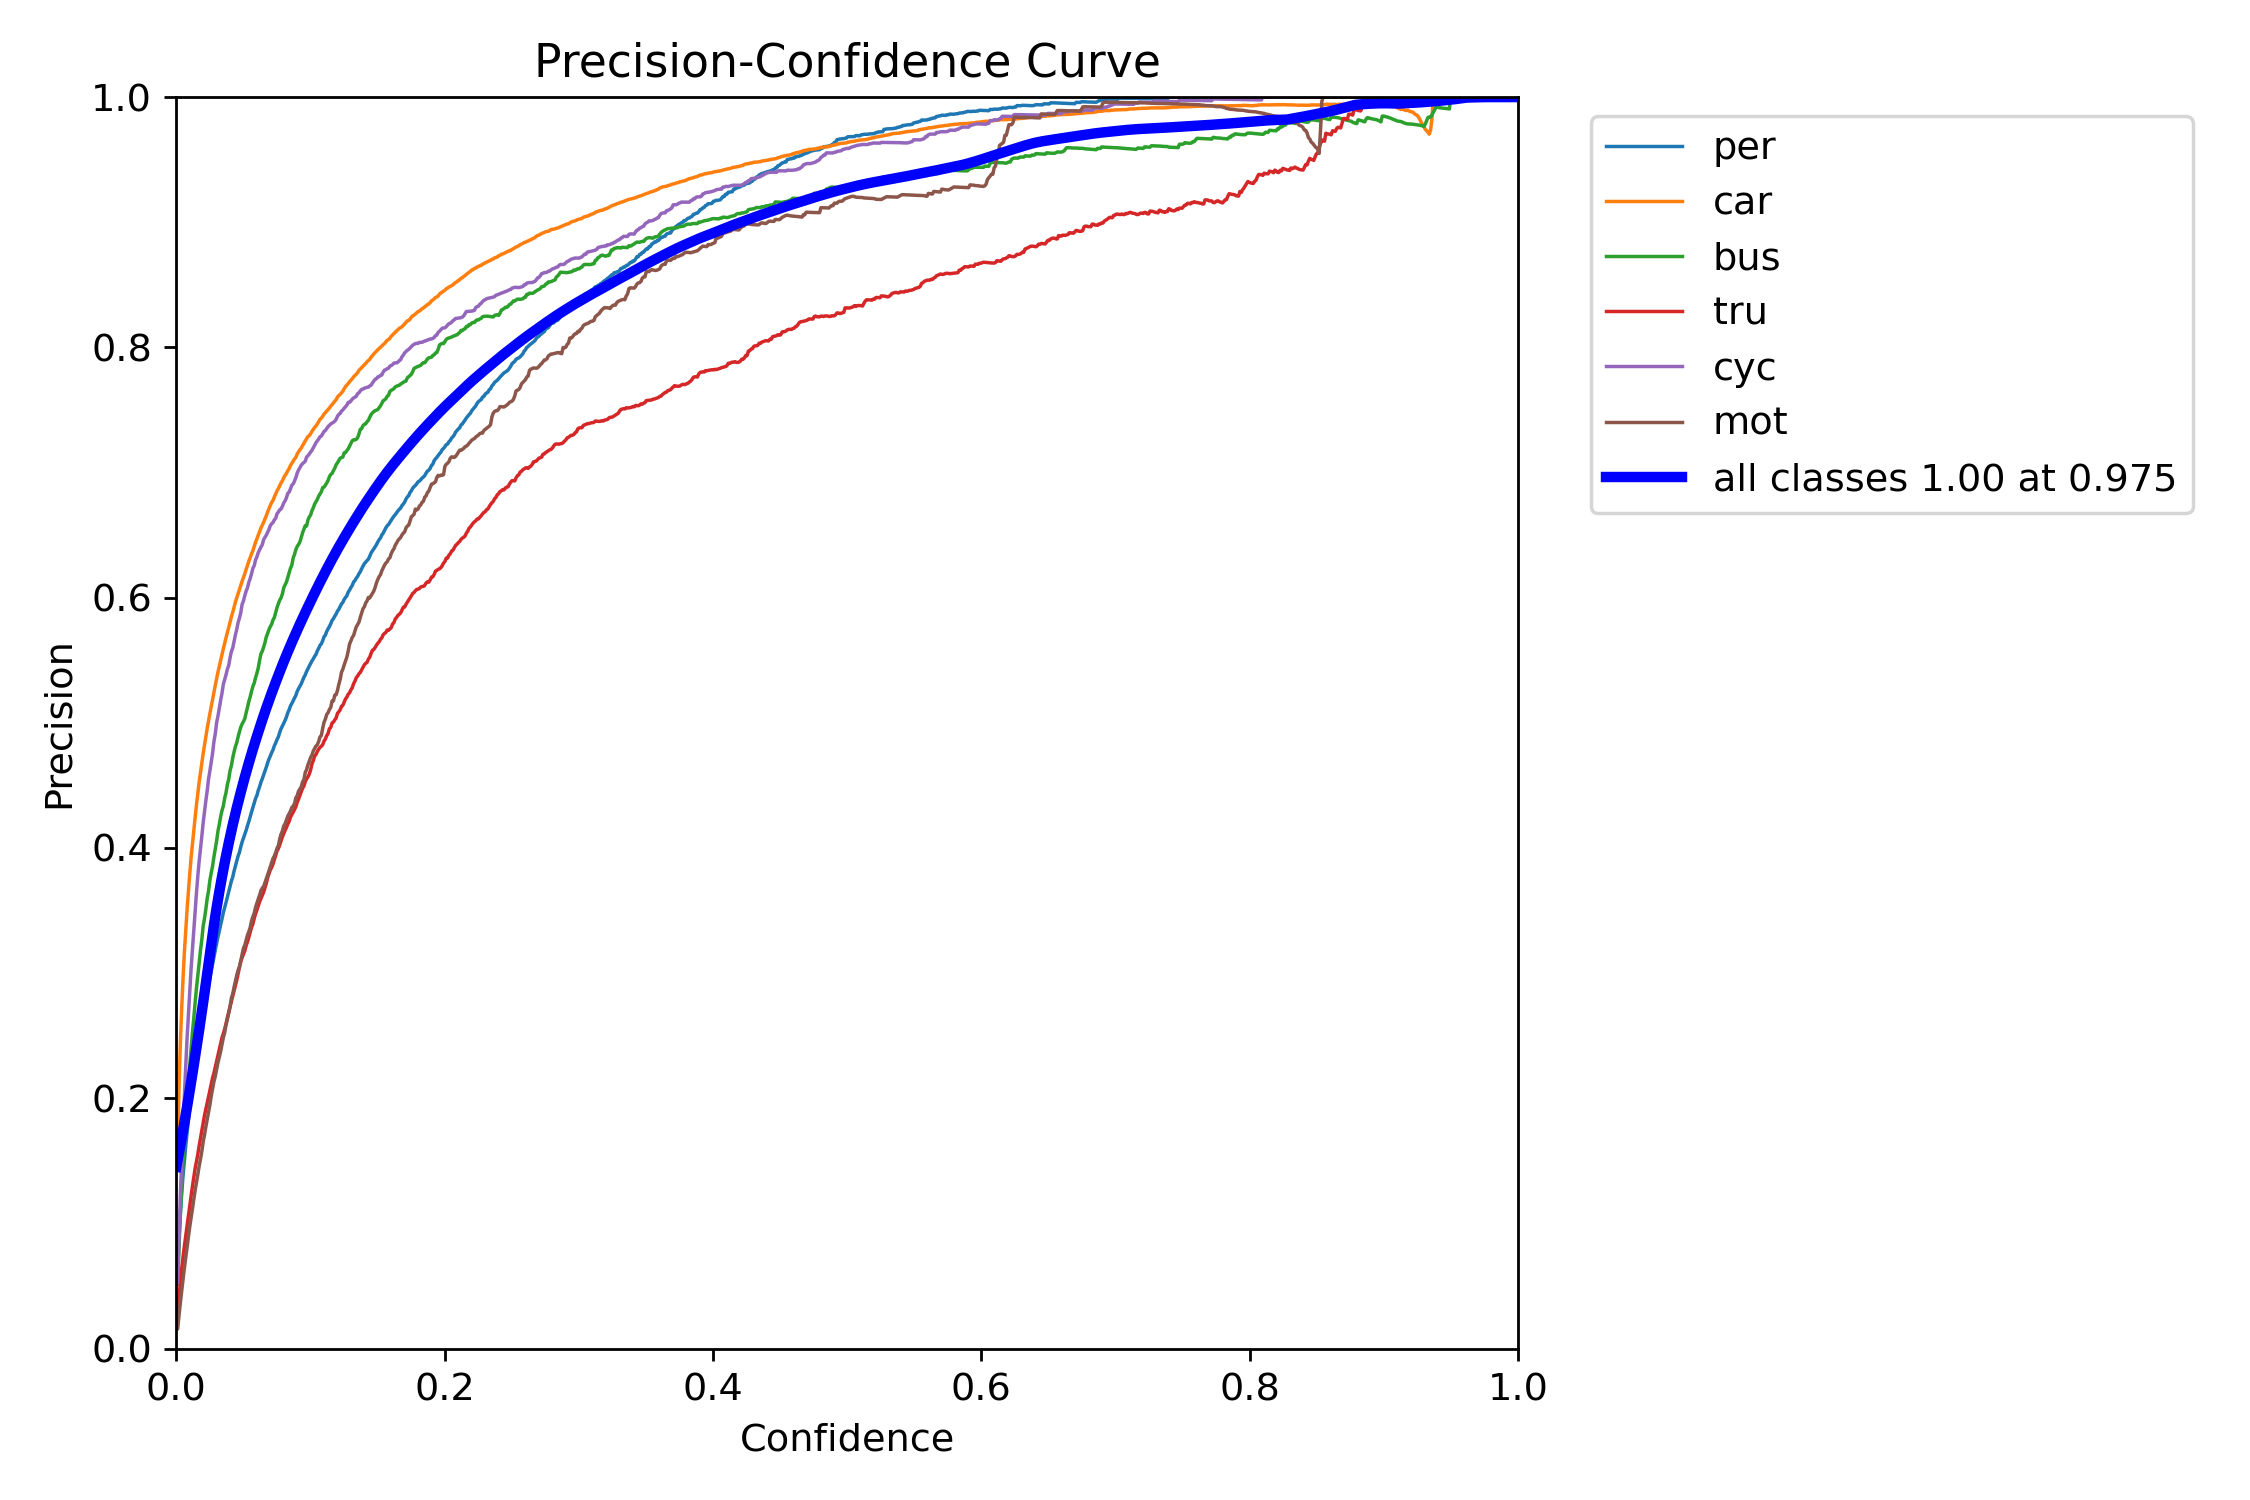 Precision-Confidence Curve
1.0
0.8
0.6
0.4
0.2
0.0
Precision
0.0 0.2 0.4 0.6 0.8 1.0
Confidence
per
car
bus
tru
cyc
mot
all classes 1.00 at 0.975